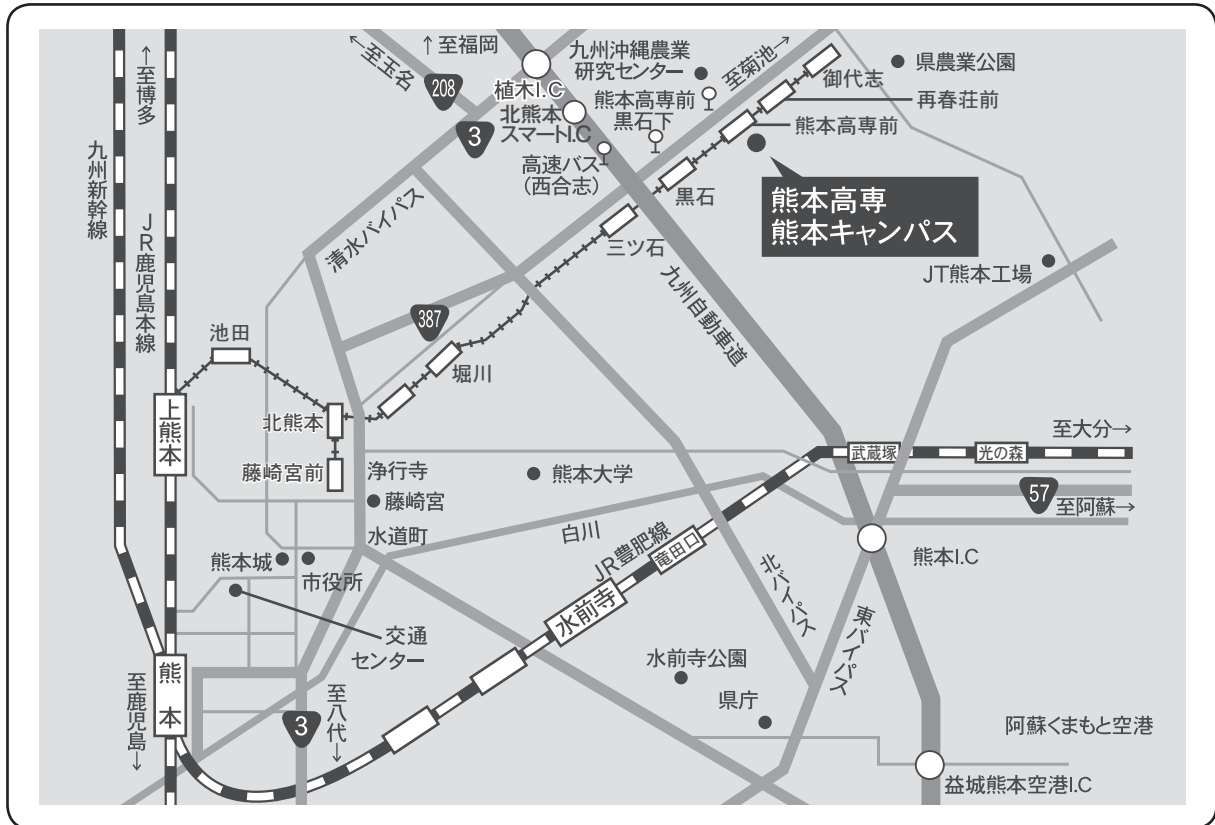 ←至玉名
↑至福岡
208
植木I.C
3
北熊本
スマートI.C
九州沖縄農業
研究センター
熊本高専前
黒石下
高速バス
(西合志)
至菊池→
御代志
県農業公園
再春荘前
熊本高専前
黒石
三ツ石
熊本高専
熊本キャンパス
JT熊本工場
←至博多
九州新幹線
JR鹿児島本線
清水バイパス
387
九州自動車道
池田
堀川
上熊本
北熊本
藤崎宮前
浄行寺
藤崎宮
水道町
熊本大学
白川
至大分→
武蔵塚
光の森
57
至阿蘇→
熊本I.C
JR豊肥線
竜田口
水前寺
北バイパス
東バイパス
熊本城
市役所
交通
センター
熊本
至鹿児島→
3
至八代→
水前寺公園
県庁
阿蘇くまもと空港
益城熊本空港I.C